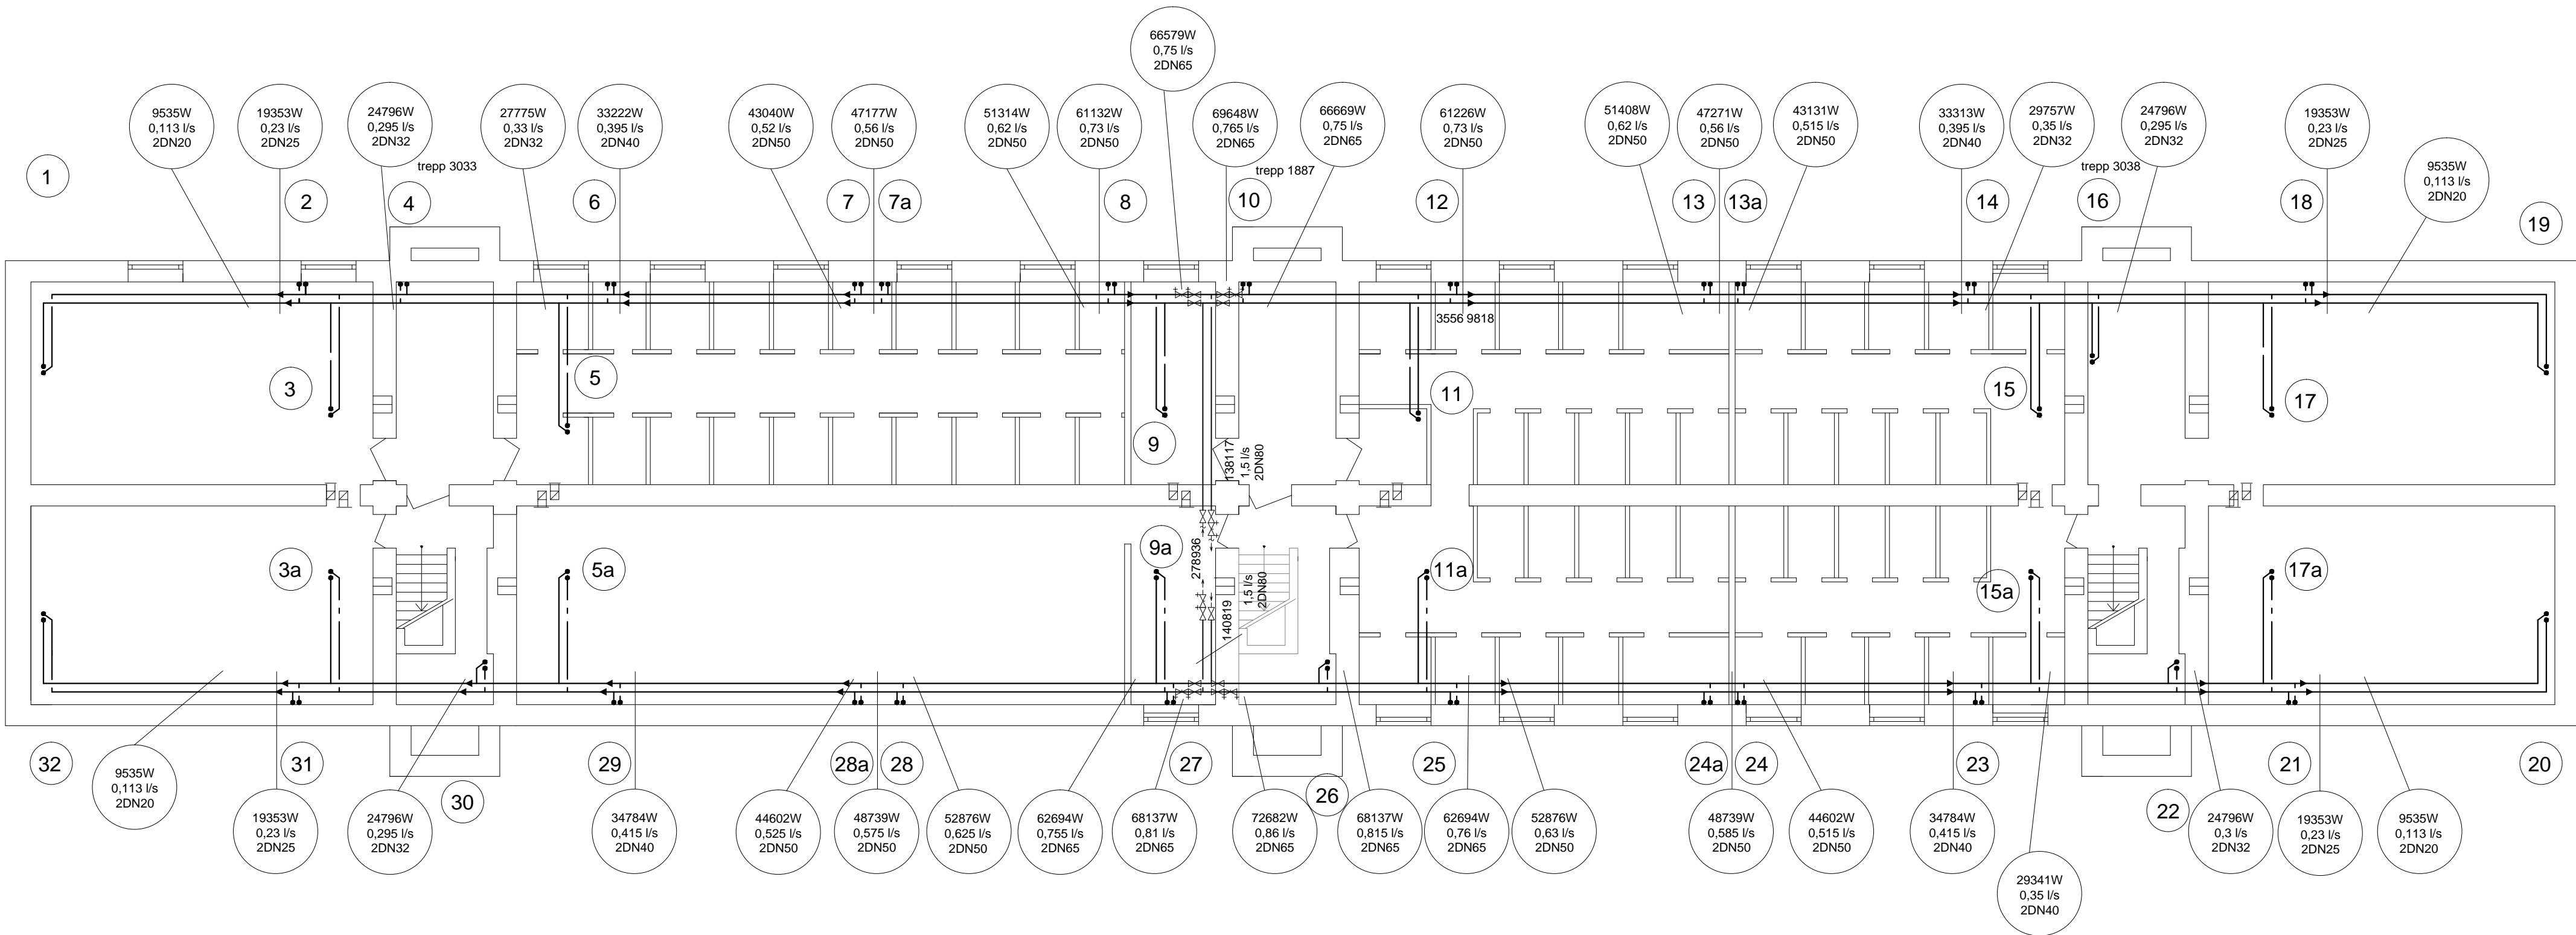 66579W
0,75 l/s
2DN65
9535W
0,113 l/s
2DN20
19353W
0,23 l/s
2DN25
24796W
0,295 l/s
2DN32
27775W
0,33 l/s
2DN32
33222W
0,395 l/s
2DN40
43040W
0,52 l/s
2DN50
47177W
0,56 l/s
2DN50
51314W
0,62 l/s
2DN50
61132W
0,73 l/s
2DN50
69648W
0,765 l/s
2DN65
66669W
0,75 l/s
2DN65
61226W
0,73 l/s
2DN50
51408W
0,62 l/s
2DN50
47271W
0,56 l/s
2DN50
43131W
0,515 l/s
2DN50
33313W
0,395 l/s
2DN40
29757W
0,35 l/s
2DN32
24796W
0,295 l/s
2DN32
19353W
0,23 l/s
2DN25
9535W
0,113 l/s
2DN20
trepp 3033
trepp 1887
trepp 3038
1
2
4
6
7
7a
8
10
12
13
13a
14
16
18
19
3556 9818
3
5
9
11
15
17
138117
1,5 l/s
2DN80
278936
140819
1,5 l/s
2DN80
3a
5a
9a
11a
15a
17a
32
31
30
29
28a
28
27
26
25
24a
24
23
22
21
20
9535W
0,113 l/s
2DN20
19353W
0,23 l/s
2DN25
24796W
0,295 l/s
2DN32
34784W
0,415 l/s
2DN40
44602W
0,525 l/s
2DN50
48739W
0,575 l/s
2DN50
52876W
0,625 l/s
2DN50
62694W
0,755 l/s
2DN65
68137W
0,81 l/s
2DN65
72682W
0,86 l/s
2DN65
68137W
0,815 l/s
2DN65
62694W
0,76 l/s
2DN65
52876W
0,63 l/s
2DN50
48739W
0,585 l/s
2DN50
44602W
0,515 l/s
2DN50
34784W
0,415 l/s
2DN40
29341W
0,35 l/s
2DN40
24796W
0,3 l/s
2DN32
19353W
0,23 l/s
2DN25
9535W
0,113 l/s
2DN20